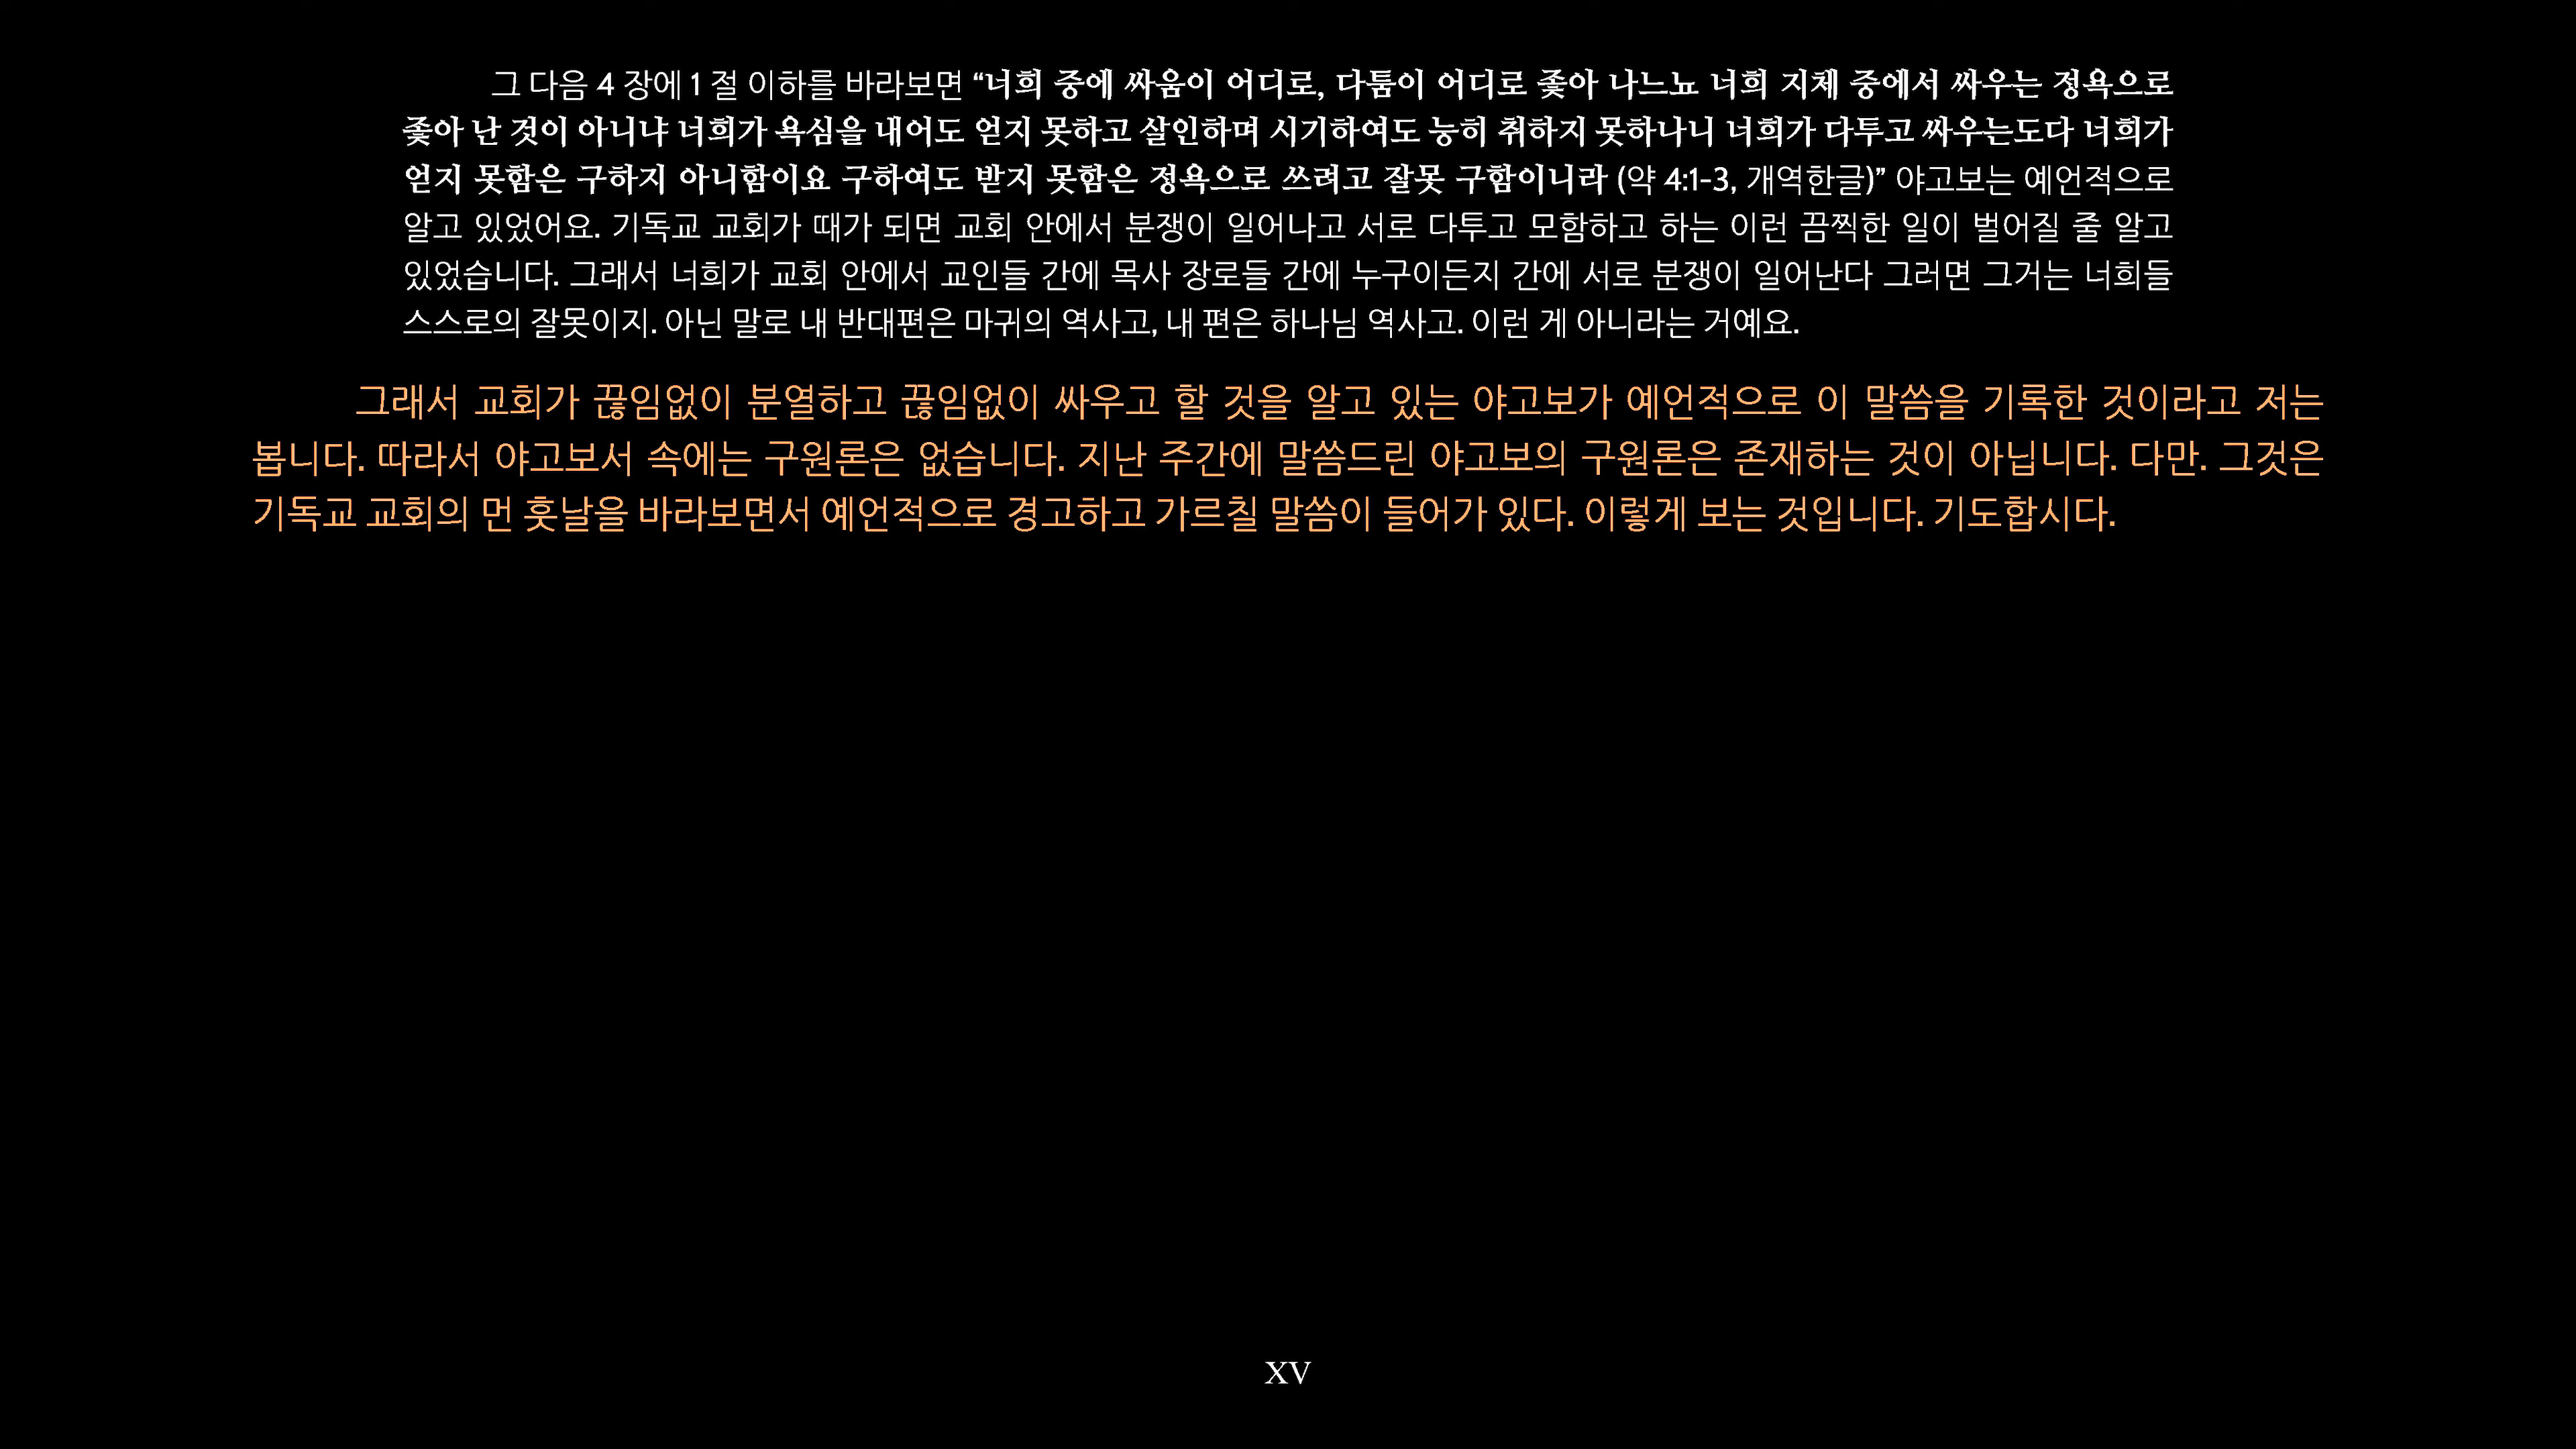 그 다음 4 장에 1 절 이하를 바라보면 “너희 중에 싸움이 어디로, 다툼이 어디로 좇아 나느뇨 너희 지체 중에서 싸우는 정욕으로
좇아 난 것이 아니냐 너희가 욕심을 내어도 얻지 못하고 살인하며 시기하여도 능히 취하지 못하나니 너희가 다투고 싸우는도다 너희가
얻지 못함은 구하지 아니함이요 구하여도 받지 못함은 정욕으로 쓰려고 잘못 구함이니라 (약 4:1-3, 개역한글)” 야고보는 예언적으로
알고 있었어요. 기독교 교회가 때가 되면 교회 안에서 분쟁이 일어나고 서로 다투고 모함하고 하는 이런 끔찍한 일이 벌어질 줄 알고
있었습니다. 그래서 너희가 교회 안에서 교인들 간에 목사 장로들 간에 누구이든지 간에 서로 분쟁이 일어난다 그러면 그거는 너희들
스스로의 잘못이지. 아닌 말로 내 반대편은 마귀의 역사고, 내 편은 하나님 역사고. 이런 게 아니라는 거예요.
그래서 교회가 끊임없이 분열하고 끊임없이 싸우고 할 것을 알고 있는 야고보가 예언적으로 이 말씀을 기록한 것이라고 저는
봅니다. 따라서 야고보서 속에는 구원론은 없습니다. 지난 주간에 말씀드린 야고보의 구원론은 존재하는 것이 아닙니다. 다만. 그것은
기독교 교회의 먼 훗날을 바라보면서 예언적으로 경고하고 가르칠 말씀이 들어가 있다. 이렇게 보는 것입니다. 기도합시다.
XV